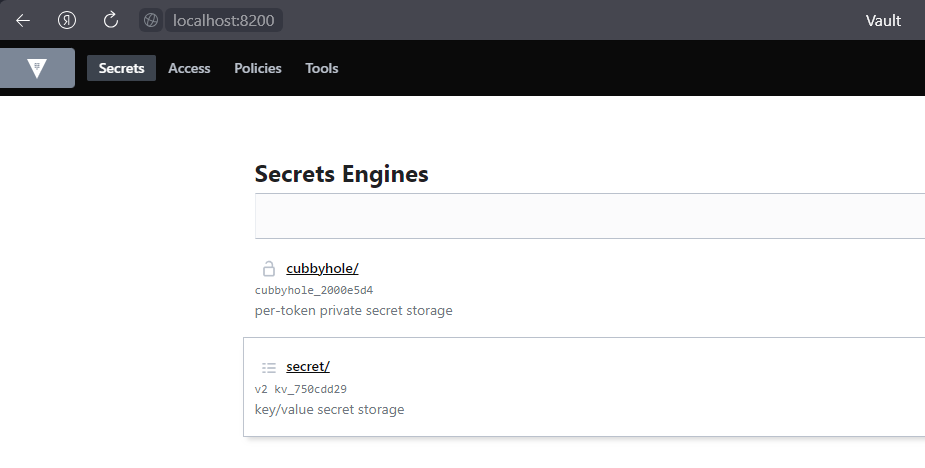 Я localhost:8200 Vault
Secrets Access Policies Tools
Secrets Engines
cubbyhole/
cubbyhole_2000e5d4
per-token private secret storage
secret/
v2 kv_750cdd29
key/value secret storage